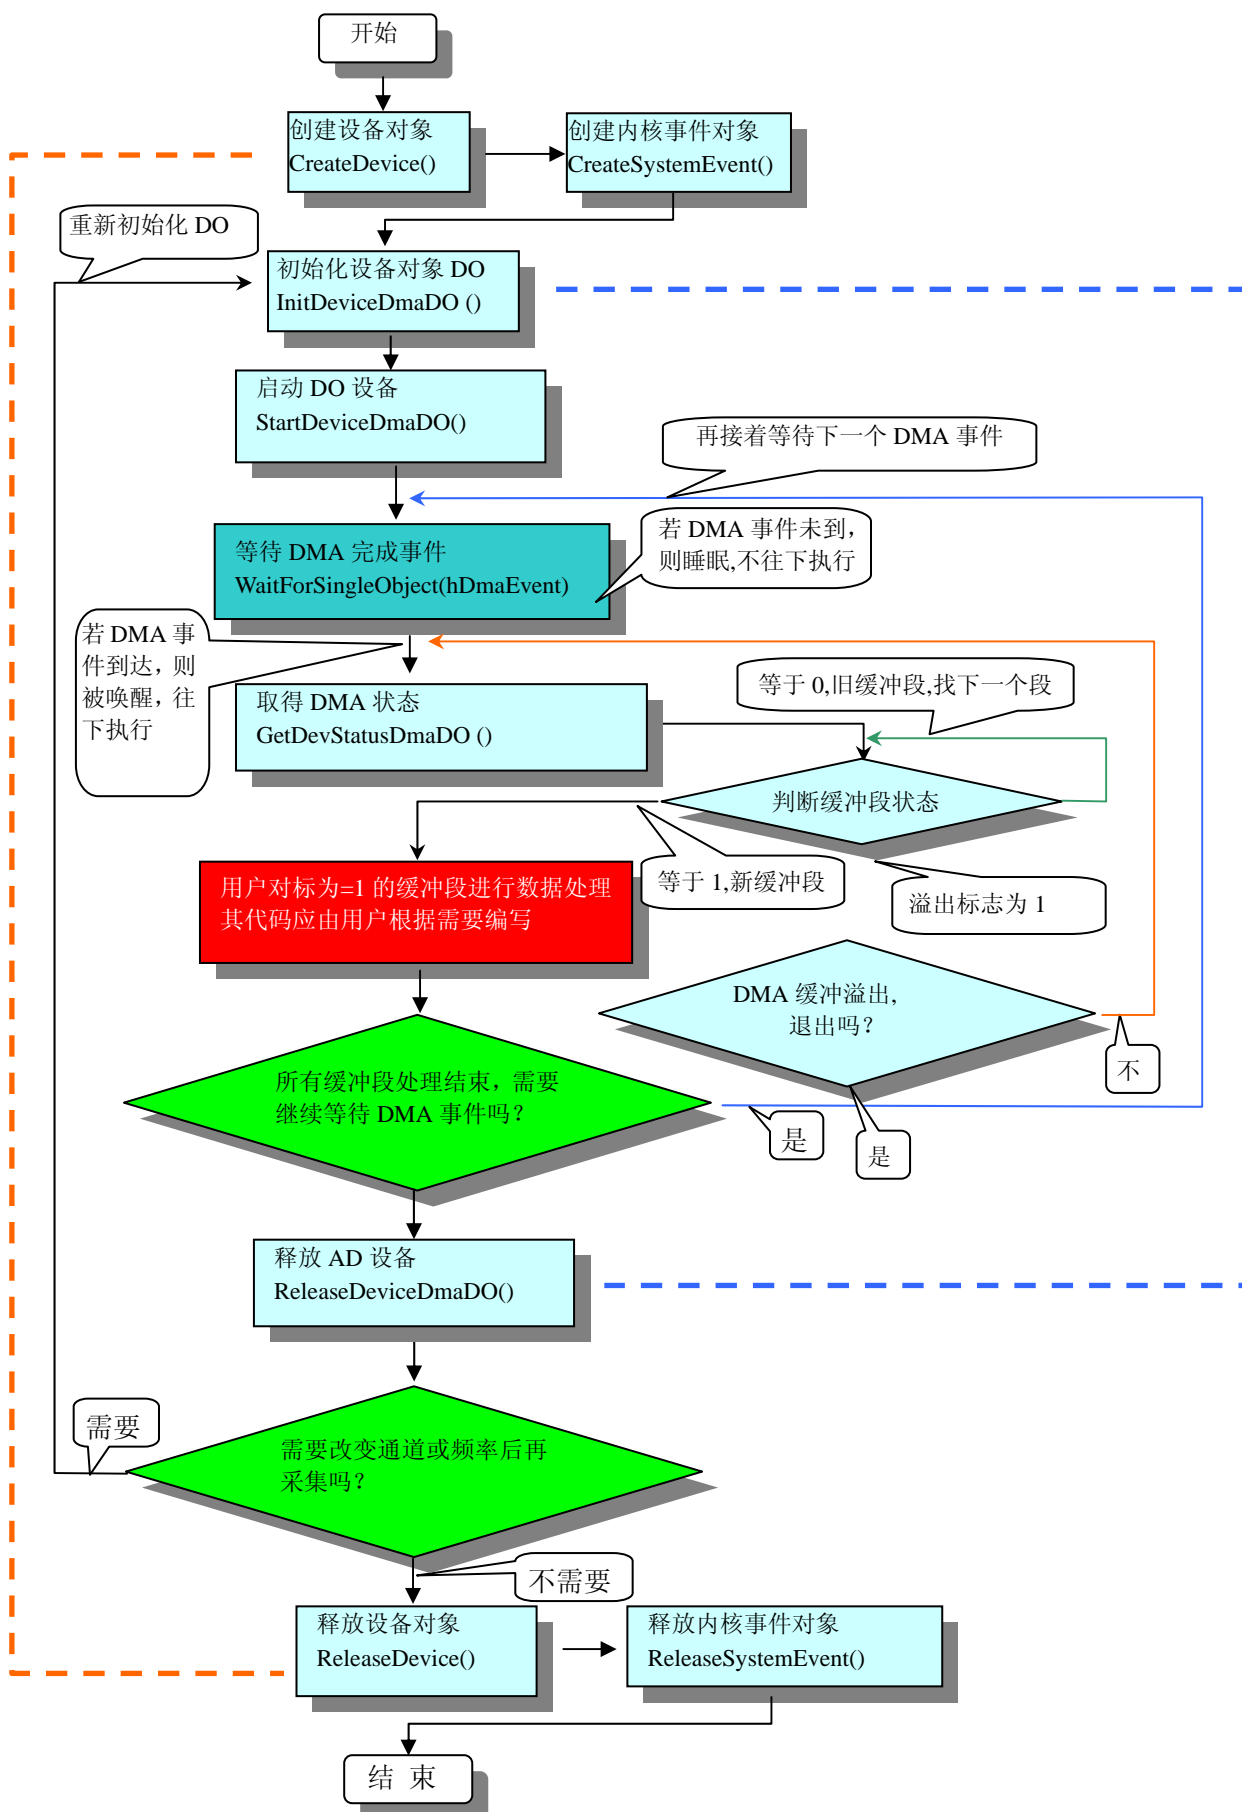 开始
创建设备对象
CreateDevice()
创建内核事件对象
CreateSystemEvent()
重新初始化 DO
初始化设备对象 DO
InitDeviceDmaDO ()
启动 DO 设备
StartDeviceDmaDO()
再接着等待下一个 DMA 事件
等待 DMA 完成事件
WaitForSingleObject(hDmaEvent)
若 DMA 事件未到，
则睡眠,不往下执行
若 DMA 事
件到达，则
被唤醒，往
下执行
取得 DMA 状态
GetDevStatusDmaDO ()
等于 0,旧缓冲段,找下一个段
判断缓冲段状态
用户对标为=1 的缓冲段进行数据处理
其代码应由用户根据需要编写
等于 1,新缓冲段
溢出标志为 1
DMA 缓冲溢出,
退出吗？
不
所有缓冲段处理结束，需要
继续等待 DMA 事件吗？
是
是
释放 AD 设备
ReleaseDeviceDmaDO()
需要
需要改变通道或频率后再
采集吗？
不需要
释放设备对象
ReleaseDevice()
释放内核事件对象
ReleaseSystemEvent()
结 束